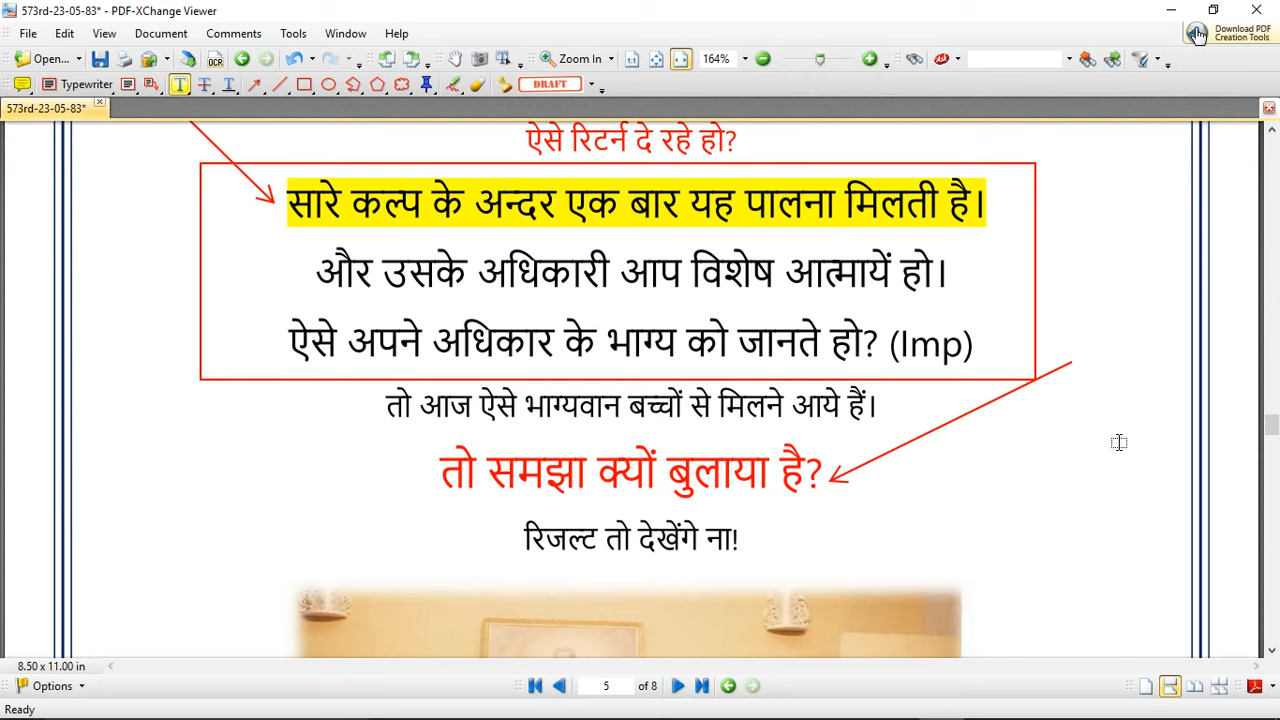 573rd-23-05-83* - PDF-XChange Viewer
File Edit View Document Comments Tools Window Help
Download PDF Creation Tools
Open... OCR Zoom In 164%
Typewriter DRAFT
573rd-23-05-83*
ऐसे रिटर्न दे रहे हो?
सारे कल्प के अन्दर एक बार यह पालना मिलती है।
और उसके अधिकारी आप विशेष आत्मायें हो।
ऐसे अपने अधिकार के भाग्य को जानते हो? (Imp)
तो आज ऐसे भाग्यवान बच्चों से मिलने आये हैं।
तो समझा क्यों बुलाया है?
रिजल्ट तो देखेंगे ना!
8.50 x 11.00 in
Options 5 of 8
Ready